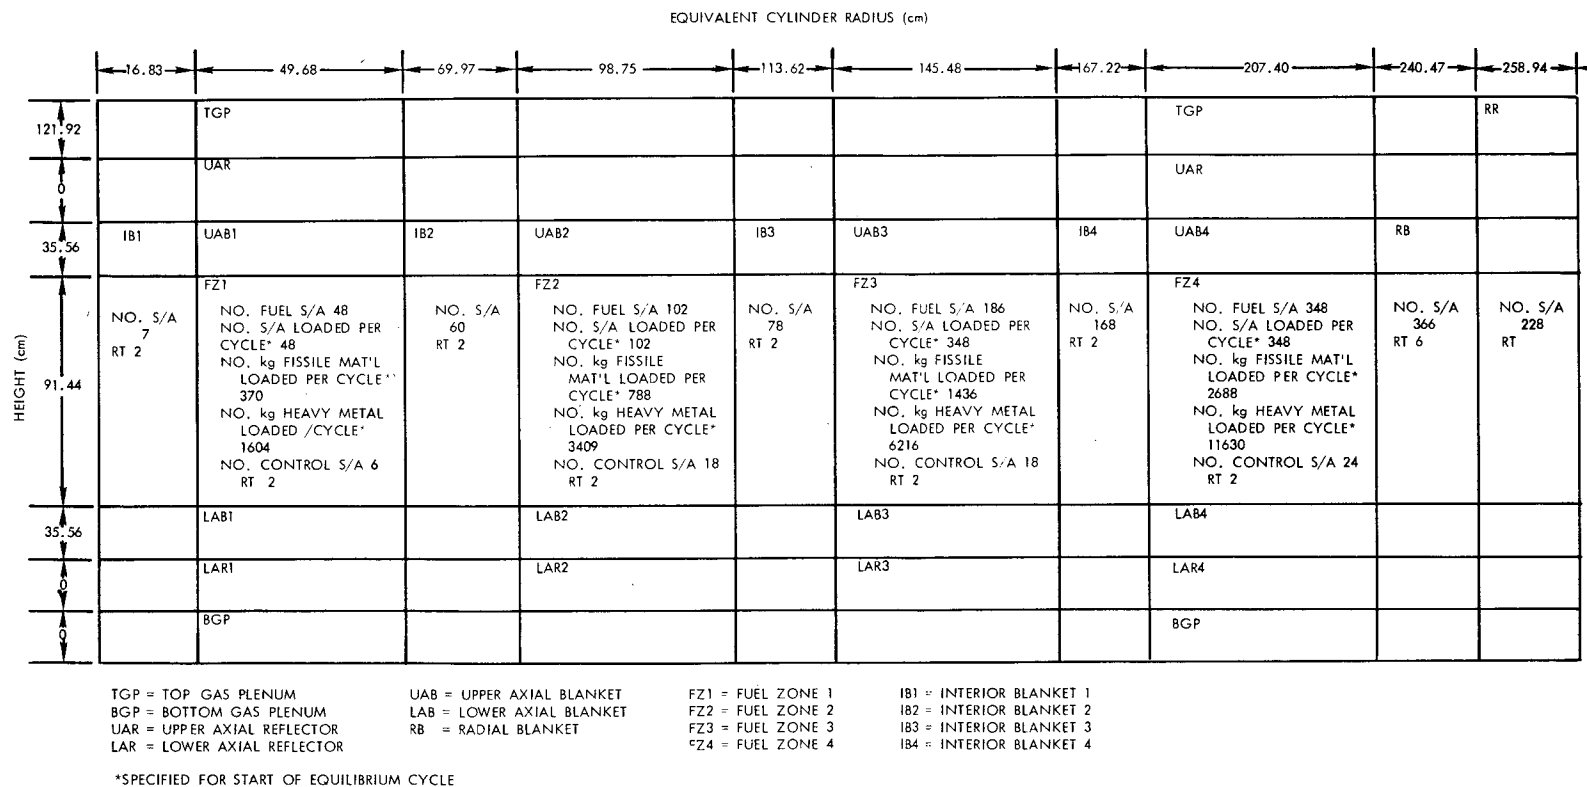 EQUIVALENT CYLINDER RADIUS (cm)
16.83 49.68 69.97 98.75 113.62 145.48 167.22 207.40 240.47 258.94
HEIGHT (cm)
121.92
TGP TGP RR
0
UAR UAR
35.56
IB1 UAB1 IB2 UAB2 IB3 UAB3 IB4 UAB4 RB
91.44
NO. S/A
7
RT 2
FZ1
NO. FUEL S/A 48
NO. S/A LOADED PER
CYCLE* 48
NO. kg FISSILE MAT'L
LOADED PER CYCLE*
370
NO. kg HEAVY METAL
LOADED /CYCLE*
1604
NO. CONTROL S/A 6
RT 2
NO. S/A
60
RT 2
FZ2
NO. FUEL S/A 102
NO. S/A LOADED PER
CYCLE* 102
NO. kg FISSILE
MAT'L LOADED PER
CYCLE* 788
NO. kg HEAVY METAL
LOADED PER CYCLE*
3409
NO. CONTROL S/A 18
RT 2
NO. S/A
78
RT 2
FZ3
NO. FUEL S/A 186
NO. S/A LOADED PER
CYCLE* 348
NO. kg FISSILE
MAT'L LOADED PER
CYCLE* 1436
NO. kg HEAVY METAL
LOADED PER CYCLE*
6216
NO. CONTROL S/A 18
RT 2
NO. S/A
168
RT 2
FZ4
NO. FUEL S/A 348
NO. S/A LOADED PER
CYCLE* 348
NO. kg FISSILE MAT'L
LOADED PER CYCLE*
2688
NO. kg HEAVY METAL
LOADED PER CYCLE*
11630
NO. CONTROL S/A 24
RT 2
NO. S/A
366
RT 6
NO. S/A
228
RT
35.56
LAB1 LAB2 LAB3 LAB4
0
LAR1 LAR2 LAR3 LAR4
0
BGP BGP
TGP = TOP GAS PLENUM
BGP = BOTTOM GAS PLENUM
UAR = UPPER AXIAL REFLECTOR
LAR = LOWER AXIAL REFLECTOR
UAB = UPPER AXIAL BLANKET
LAB = LOWER AXIAL BLANKET
RB = RADIAL BLANKET
FZ1 = FUEL ZONE 1
FZ2 = FUEL ZONE 2
FZ3 = FUEL ZONE 3
FZ4 = FUEL ZONE 4
IB1 = INTERIOR BLANKET 1
IB2 = INTERIOR BLANKET 2
IB3 = INTERIOR BLANKET 3
IB4 = INTERIOR BLANKET 4
*SPECIFIED FOR START OF EQUILIBRIUM CYCLE